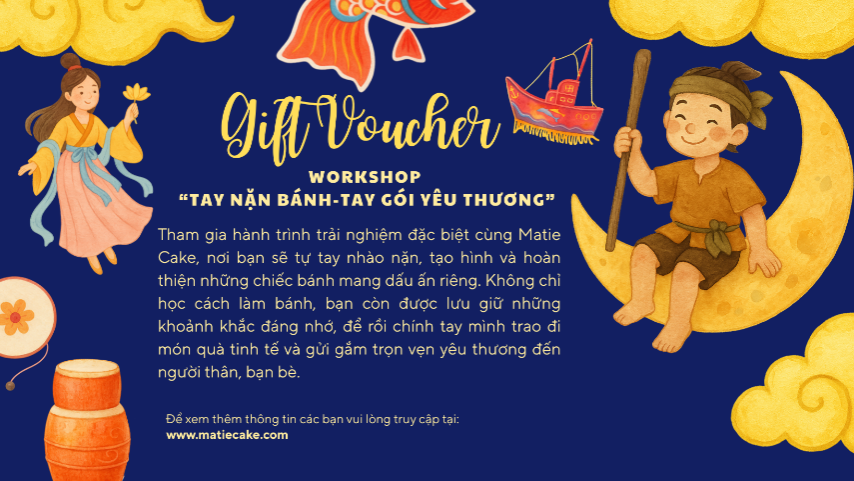 Gift Voucher
WORKSHOP
“TAY NẶN BÁNH-TAY GÓI YÊU THƯƠNG”
Tham gia hành trình trải nghiệm đặc biệt cùng Matie
Cake, nơi bạn sẽ tự tay nhào nặn, tạo hình và hoàn
thiện những chiếc bánh mang dấu ấn riêng. Không chỉ
học cách làm bánh, bạn còn được lưu giữ những
khoảnh khắc đáng nhớ, để rồi chính tay mình trao đi
món quà tinh tế và gửi gắm trọn vẹn yêu thương đến
người thân, bạn bè.
Để xem thêm thông tin các bạn vui lòng truy cập tại:
www.matiecake.com